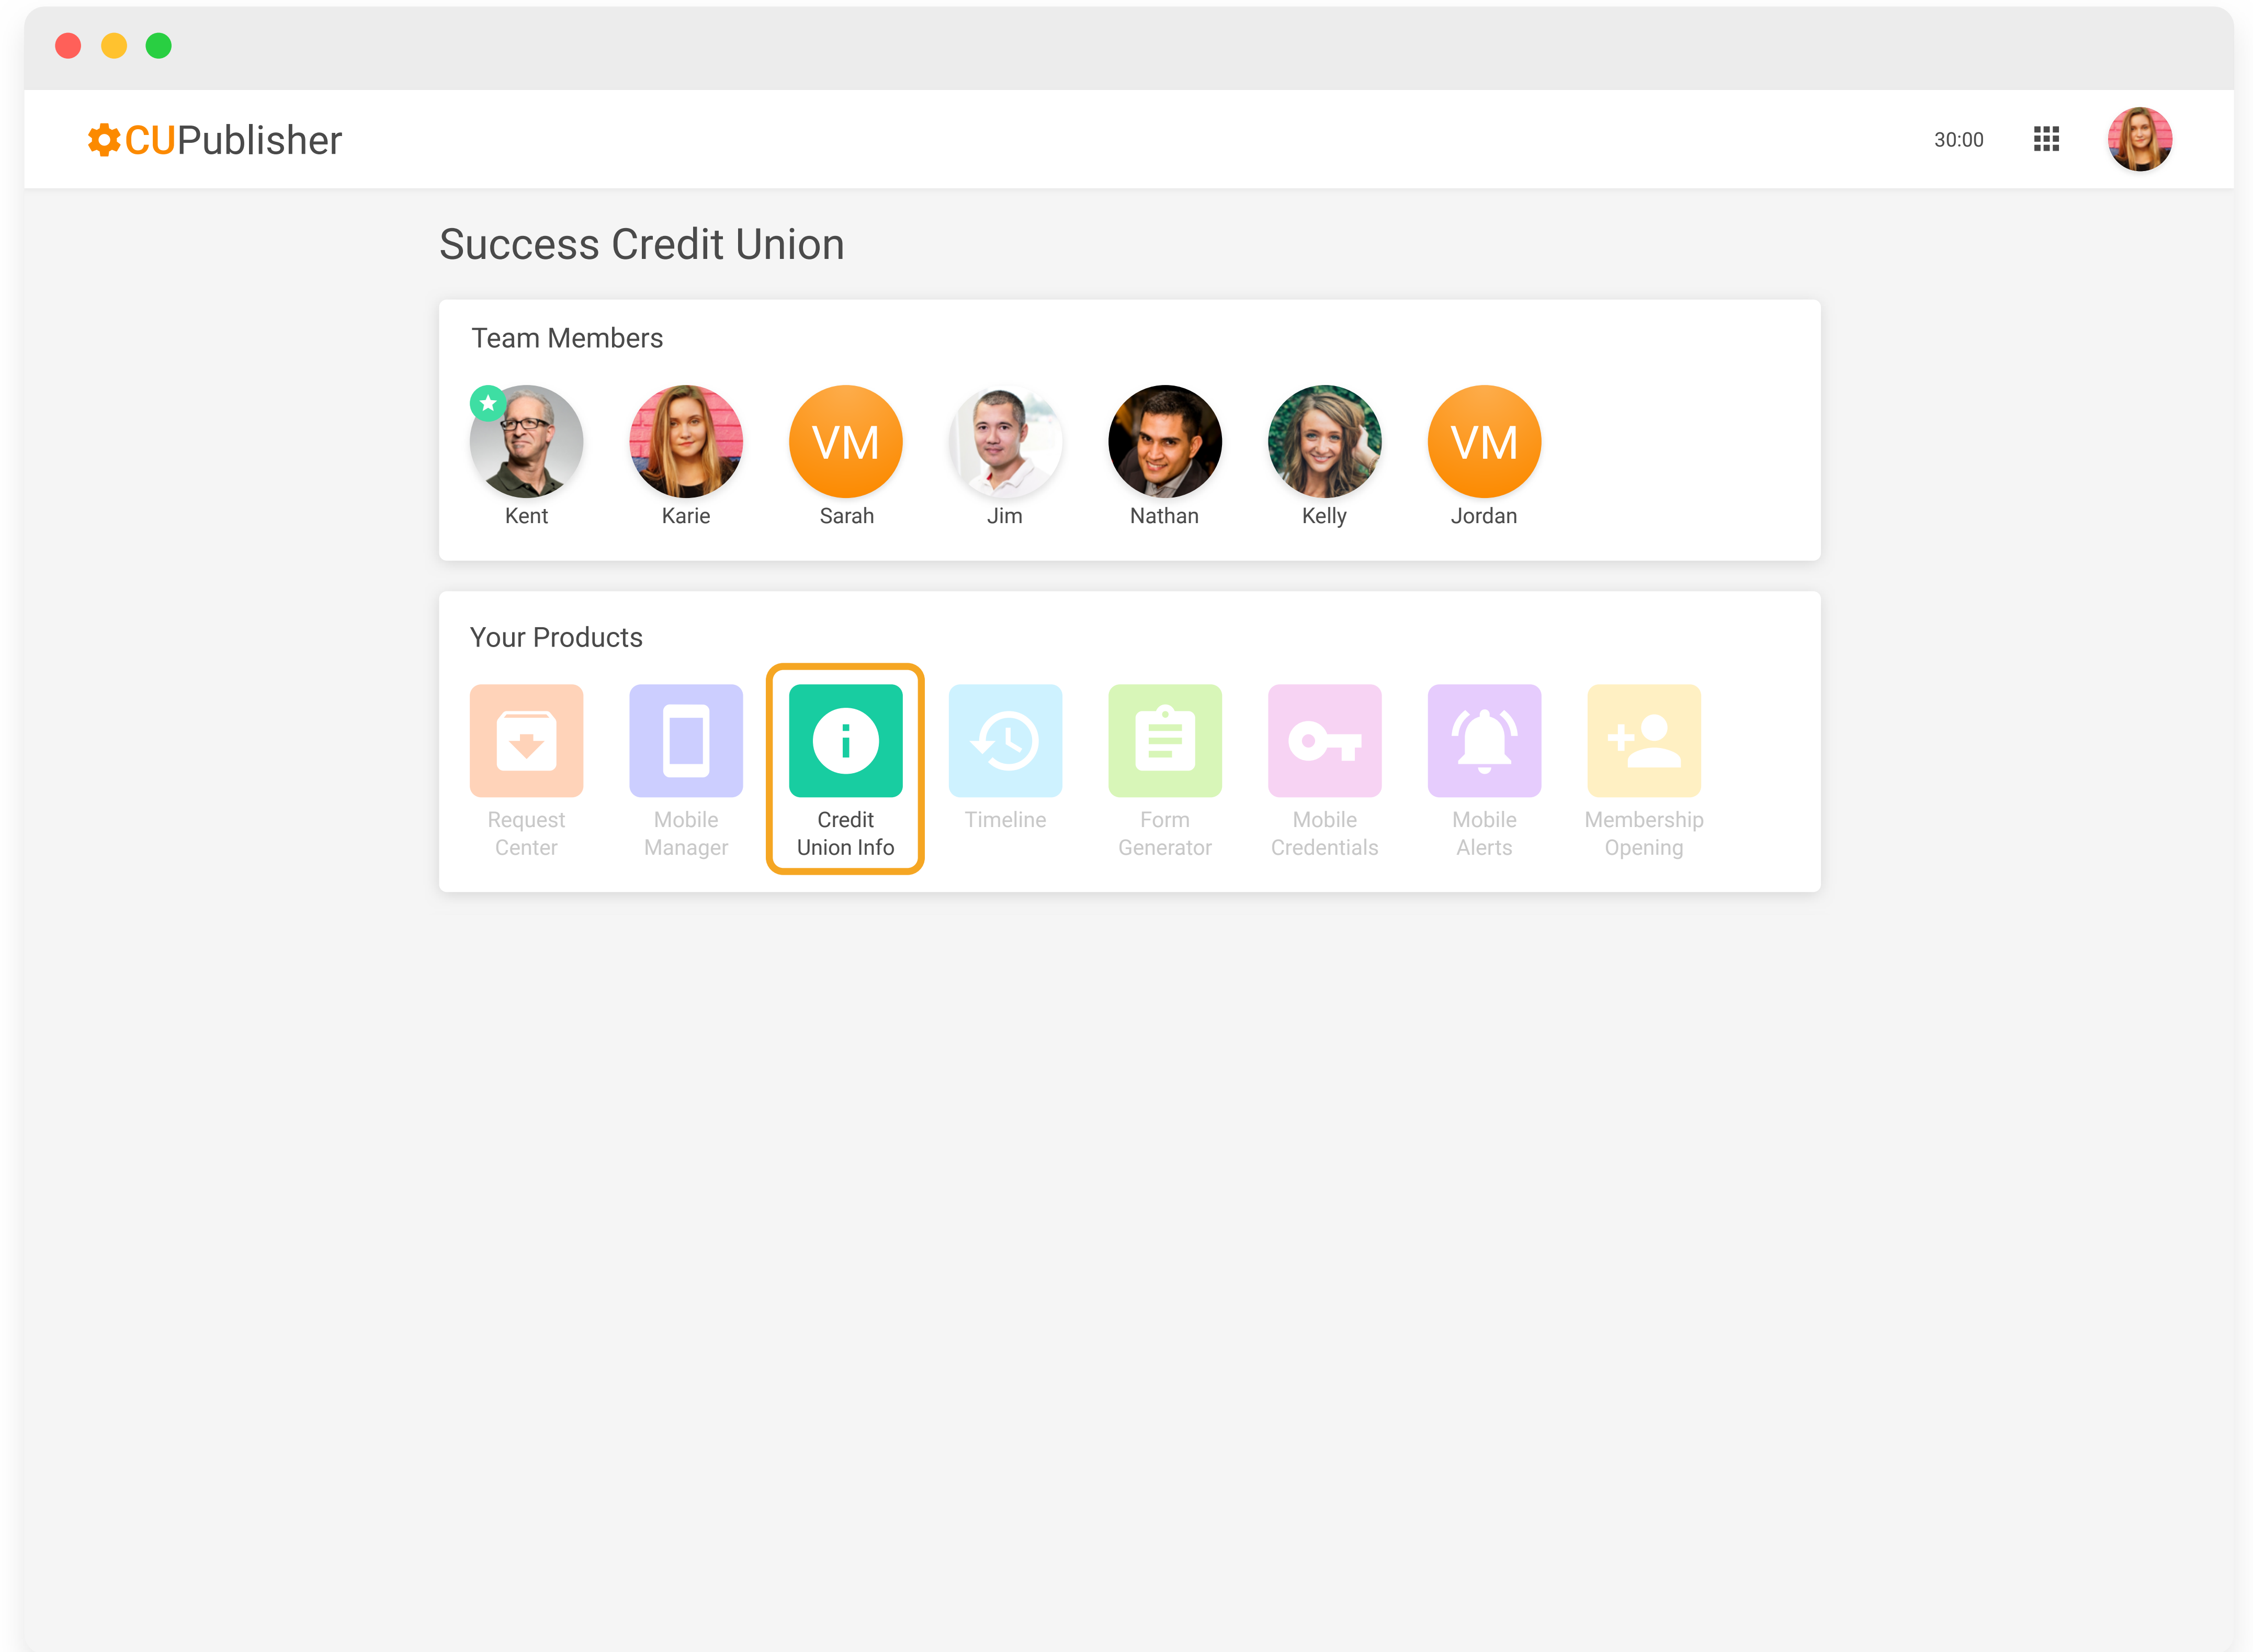 CUPublisher
30:00
Success Credit Union
Team Members
VM
VM
Kent
Karie
Sarah
Jim
Nathan
Kelly
Jordan
Your Products
Request
Center
Mobile
Manager
Credit
Union Info
Timeline
Form
Generator
Mobile
Credentials
Mobile
Alerts
Membership
Opening